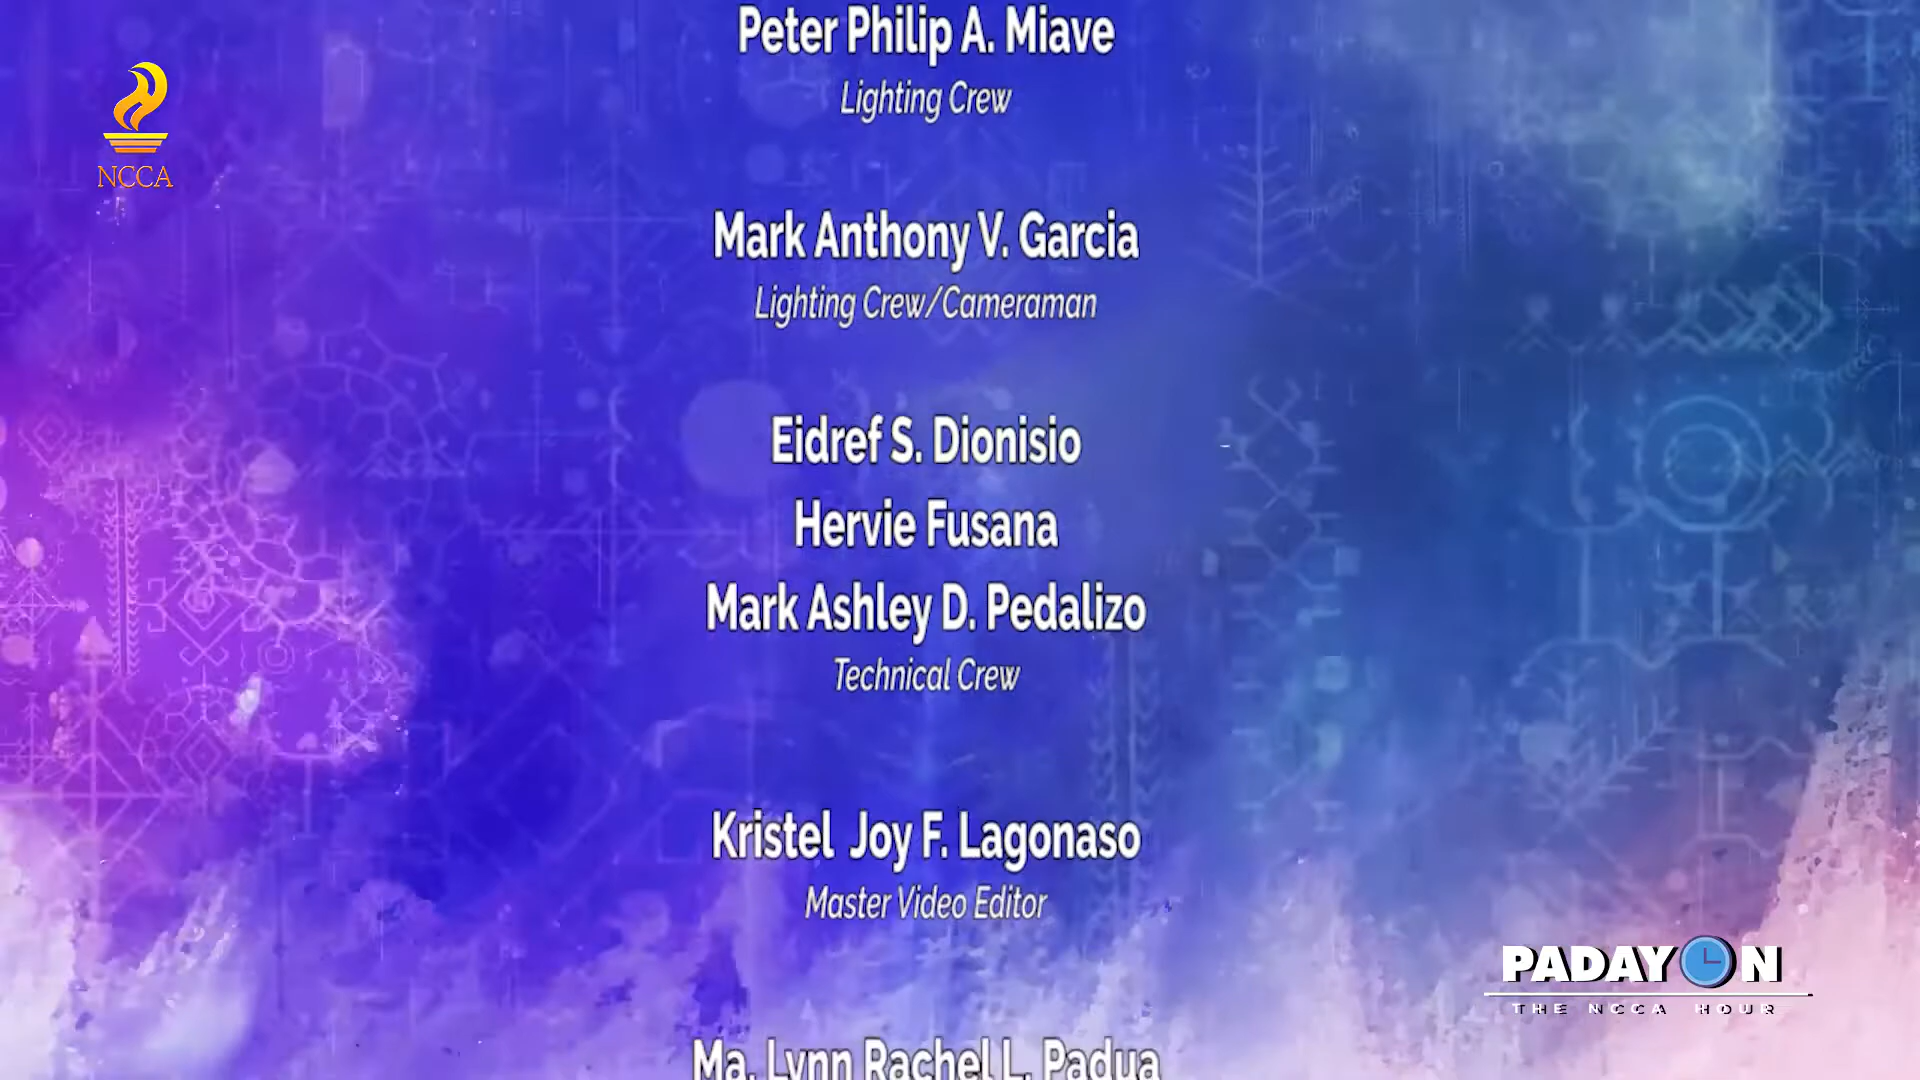 Peter Philip A. Miave
Lighting Crew
NCCA
Mark Anthony V. Garcia
Lighting Crew/Cameraman
Eidref S. Dionisio
Hervie Fusana
Mark Ashley D. Pedalizo
Technical Crew
Kristel Joy F. Lagonaso
Master Video Editor
PADAYON
THE NCCA HOUR
Ma. Lynn Rachel L. Padua